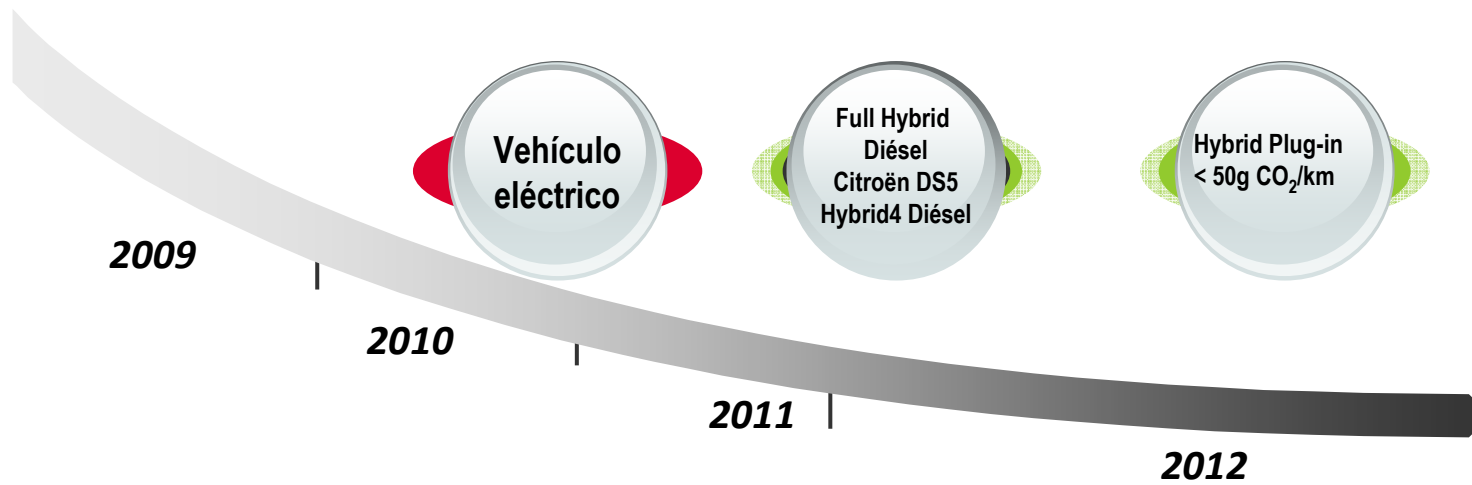 Vehículo
eléctrico
Full Hybrid
Diésel
Citroën DS5
Hybrid4 Diésel
Hybrid Plug-in
< 50g CO₂/km
2009
2010
2011
2012